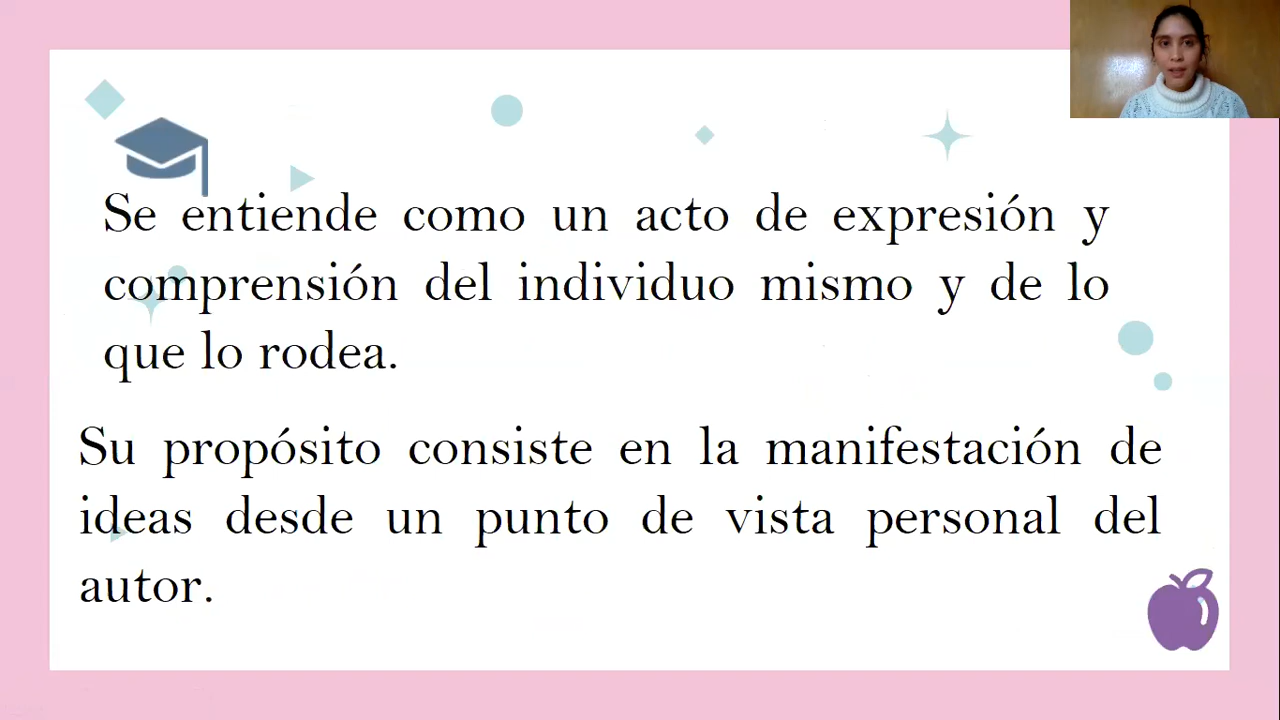 Se entiende como un acto de expresión y
comprensión del individuo mismo y de lo
que lo rodea.
Su propósito consiste en la manifestación de
ideas desde un punto de vista personal del
autor.